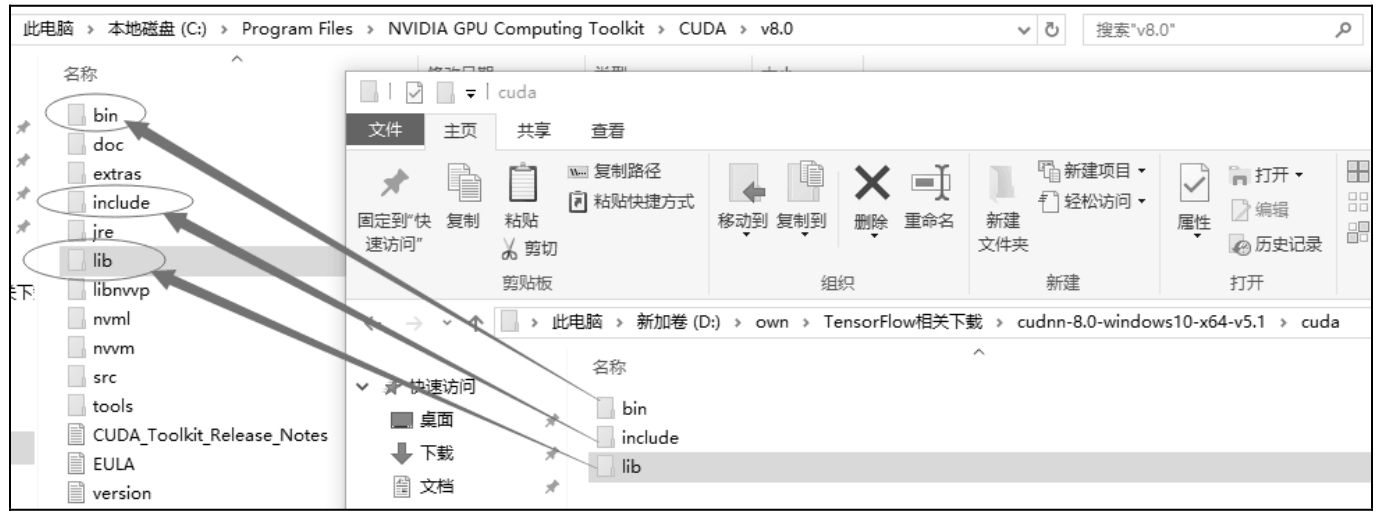 此电脑 › 本地磁盘 (C:) › Program Files › NVIDIA GPU Computing Toolkit › CUDA › v8.0
搜索"v8.0"
名称
修改日期
类型
大小
bin
doc
extras
include
jre
lib
libnvvp
nvml
nvvm
src
tools
CUDA_Toolkit_Release_Notes
EULA
version
cuda
文件 主页 共享 查看
固定到"快
速访问"
复制
粘贴
复制路径
粘贴快捷方式
剪切
剪贴板
移动到 复制到 删除 重命名
组织
新建
文件夹
新建项目
轻松访问
新建
属性
打开
编辑
历史记录
打开
此电脑 › 新加卷 (D:) › own › TensorFlow相关下载 › cudnn-8.0-windows10-x64-v5.1 › cuda
快速访问
桌面
下载
文档
名称
bin
include
lib